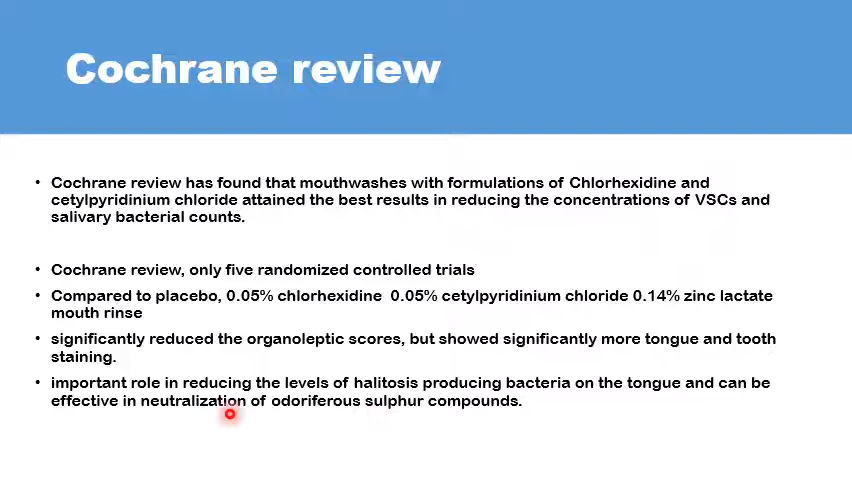 Cochrane review
• Cochrane review has found that mouthwashes with formulations of Chlorhexidine and
cetylpyridinium chloride attained the best results in reducing the concentrations of VSCs and
salivary bacterial counts.
• Cochrane review, only five randomized controlled trials
• Compared to placebo, 0.05% chlorhexidine 0.05% cetylpyridinium chloride 0.14% zinc lactate
mouth rinse
• significantly reduced the organoleptic scores, but showed significantly more tongue and tooth
staining.
• important role in reducing the levels of halitosis producing bacteria on the tongue and can be
effective in neutralization of odoriferous sulphur compounds.